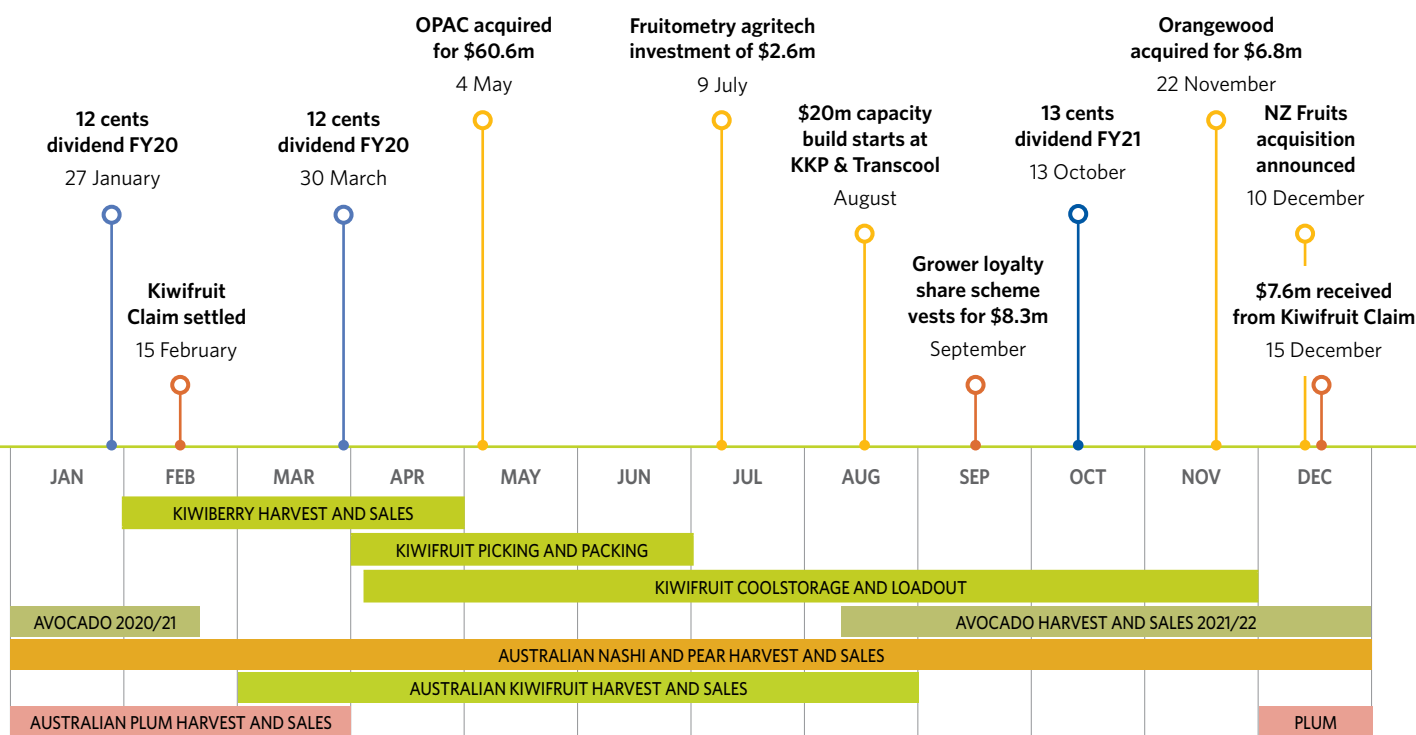 12 cents
dividend FY20
27 January
Kiwifruit
Claim settled
15 February
12 cents
dividend FY20
30 March
OPAC acquired
for $60.6m
4 May
Fruitometry agritech
investment of $2.6m
9 July
$20m capacity
build starts at
KKP & Transcool
August
Grower loyalty
share scheme
vests for $8.3m
September
13 cents
dividend FY21
13 October
Orangewood
acquired for $6.8m
22 November
NZ Fruits
acquisition
announced
10 December
$7.6m received
from Kiwifruit Claim
15 December
JAN FEB MAR APR MAY JUN JUL AUG SEP OCT NOV DEC
KIWIBERRY HARVEST AND SALES
KIWIFRUIT PICKING AND PACKING
KIWIFRUIT COOLSTORAGE AND LOADOUT
AVOCADO 2020/21 AVOCADO HARVEST AND SALES 2021/22
AUSTRALIAN NASHI AND PEAR HARVEST AND SALES
AUSTRALIAN KIWIFRUIT HARVEST AND SALES
AUSTRALIAN PLUM HARVEST AND SALES PLUM